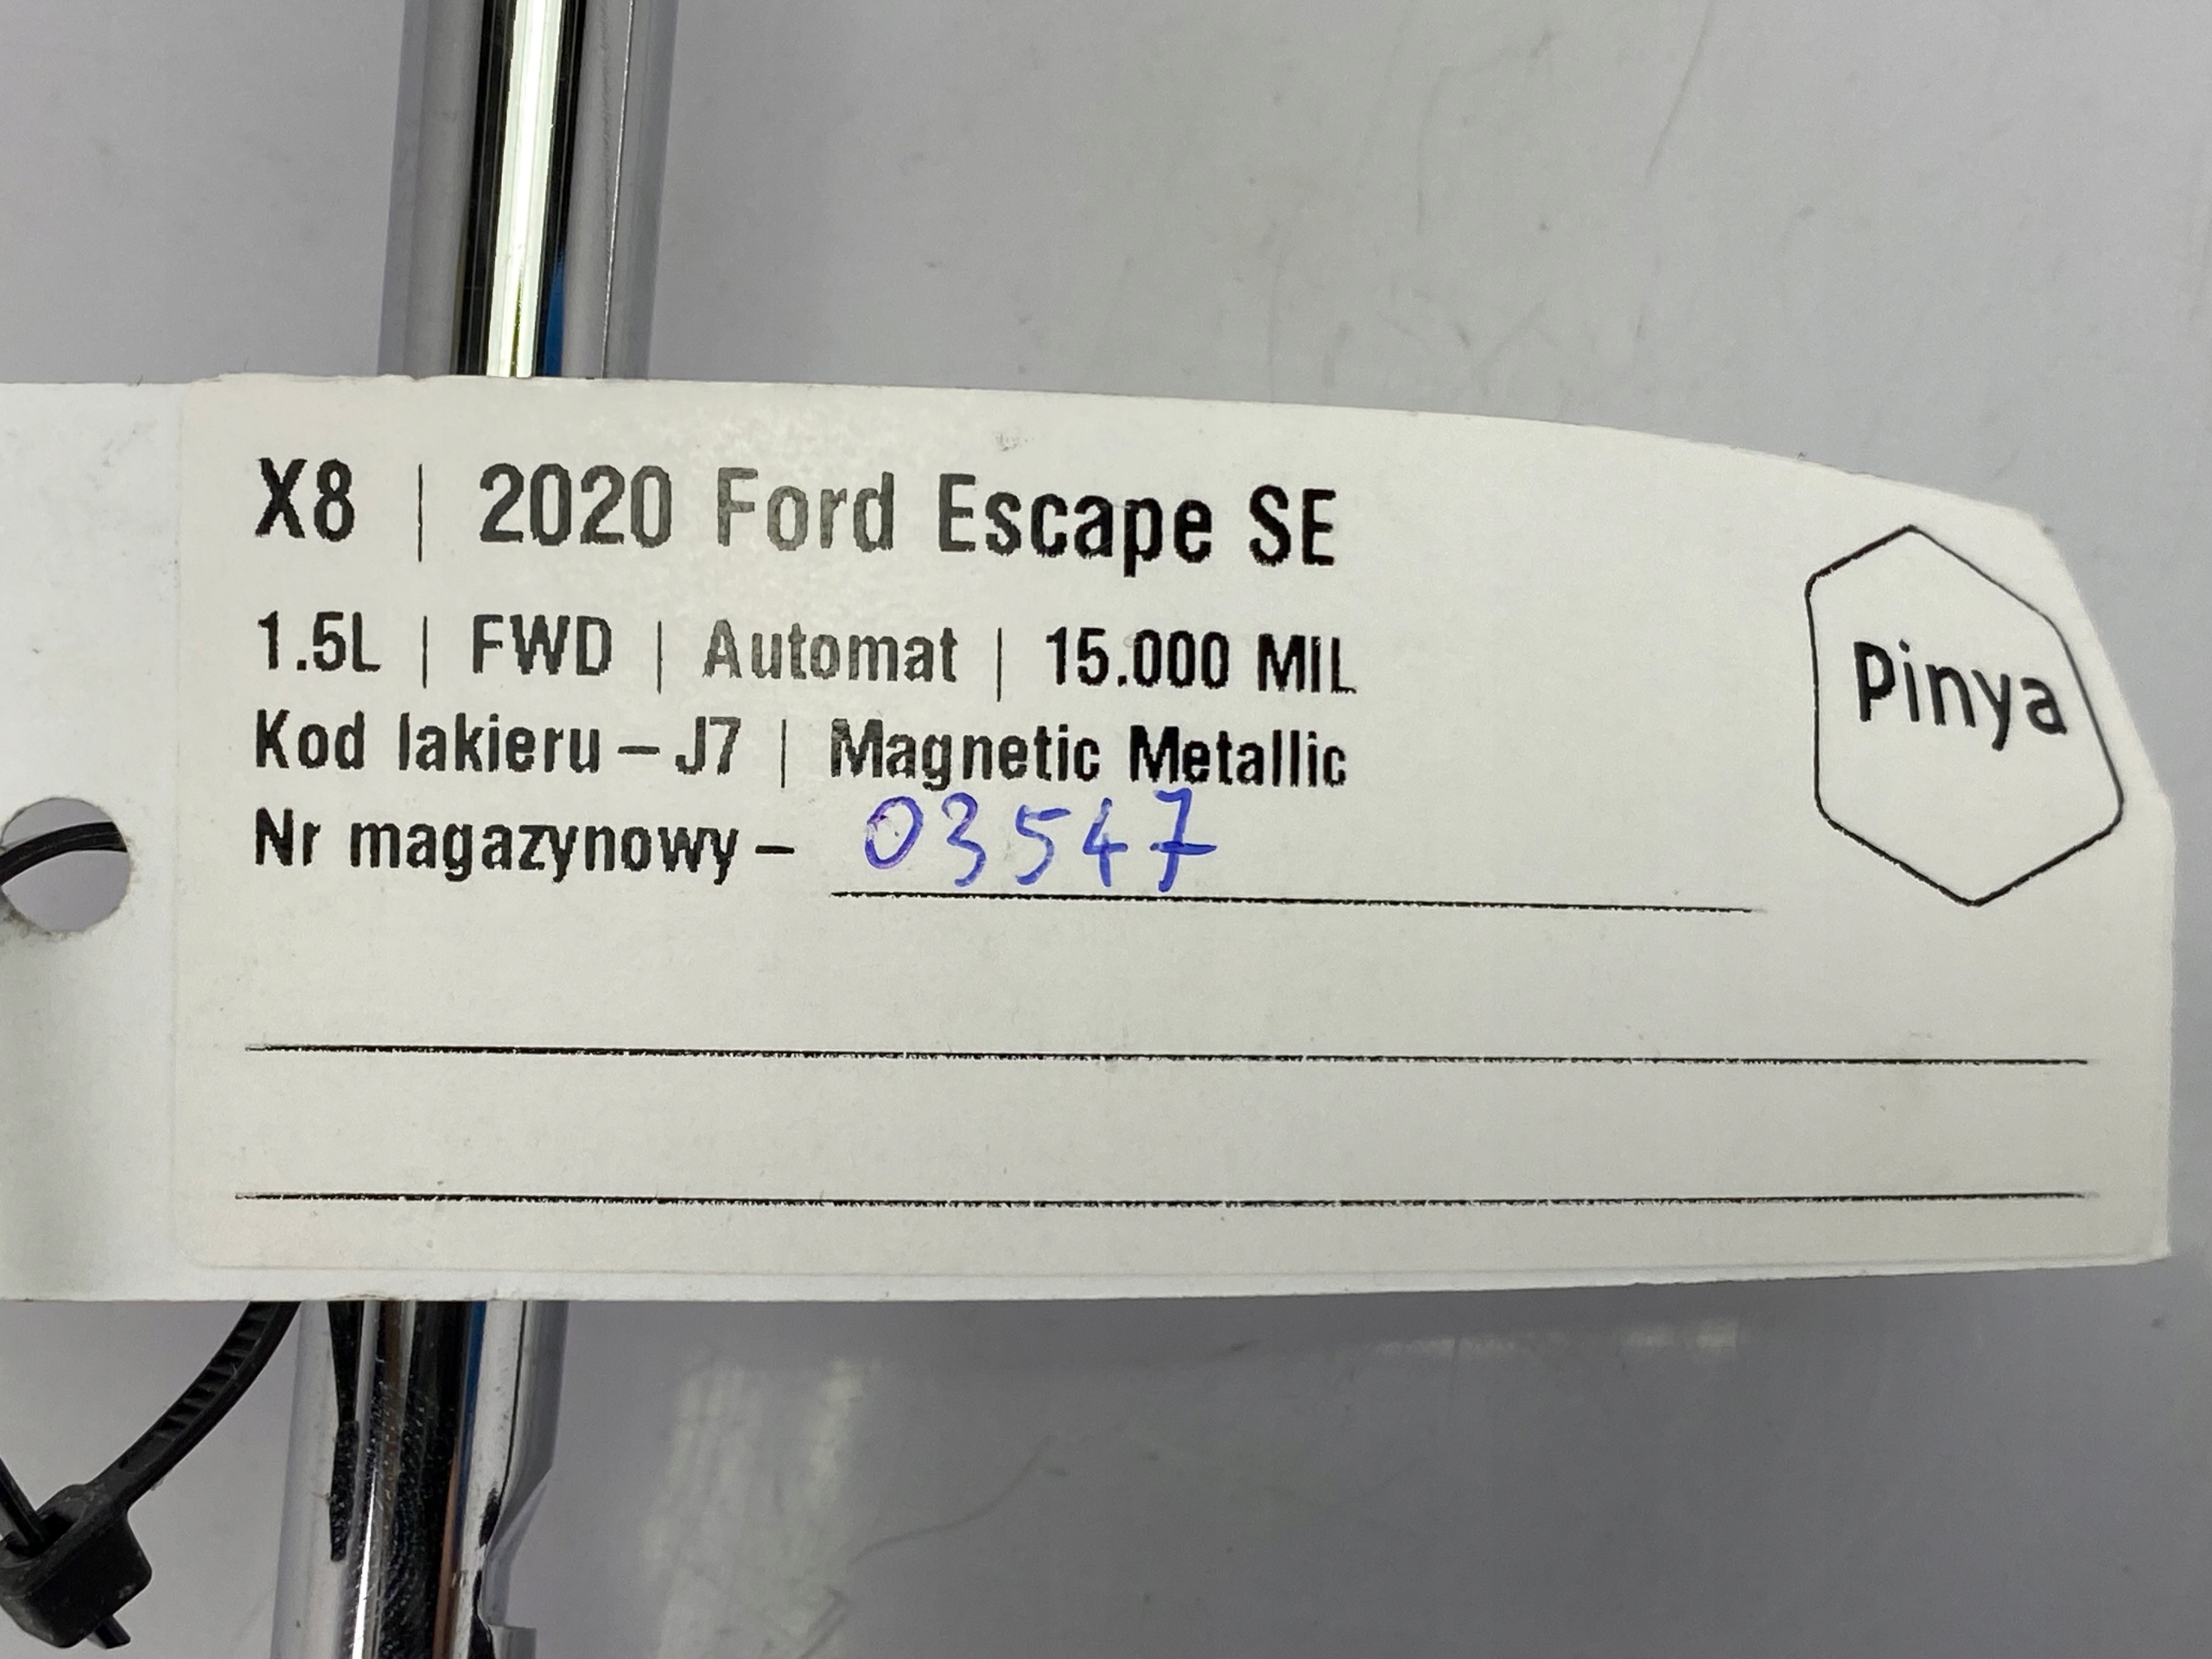 X8 | 2020 Ford Escape SE
1.5L | FWD | Automat | 15.000 MIL
Kod lakieru – J7 | Magnetic Metallic
Nr magazynowy – 03547
Pinya